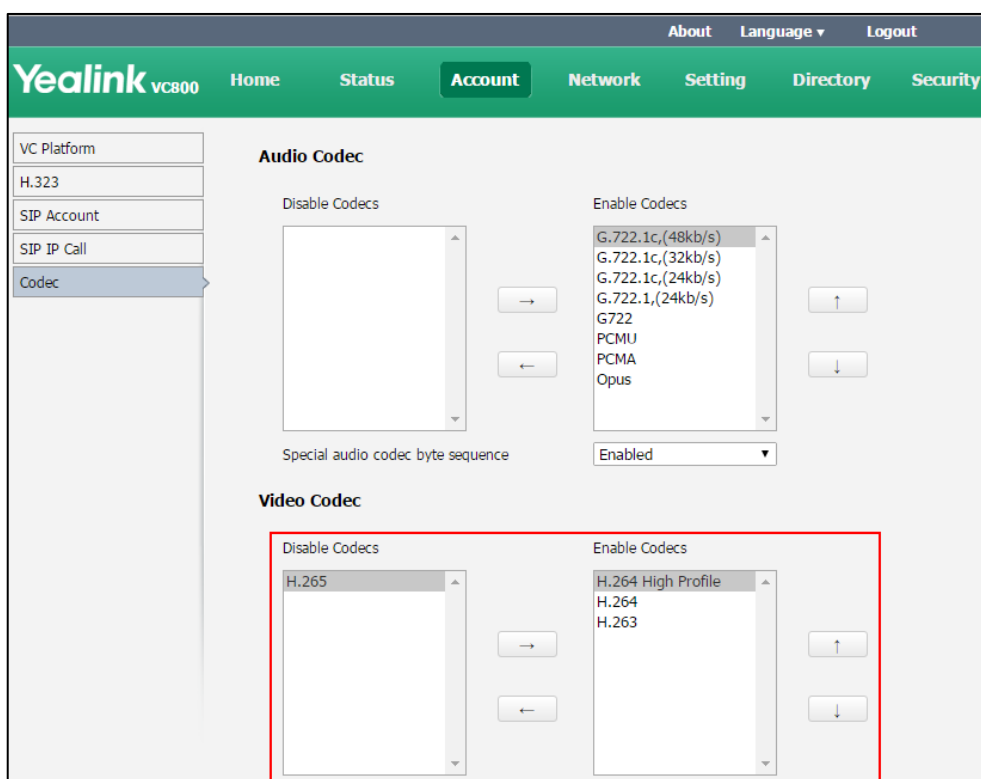 About Language ▾ Logout
Yealink VC800 Home Status Account Network Setting Directory Security
VC Platform
H.323
SIP Account
SIP IP Call
Codec
Audio Codec
Disable Codecs
Enable Codecs
G.722.1c,(48kb/s)
G.722.1c,(32kb/s)
G.722.1c,(24kb/s)
G.722.1,(24kb/s)
G722
PCMU
PCMA
Opus
→
←
↑
↓
Special audio codec byte sequence Enabled ▼
Video Codec
Disable Codecs
H.265
Enable Codecs
H.264 High Profile
H.264
H.263
→
←
↑
↓